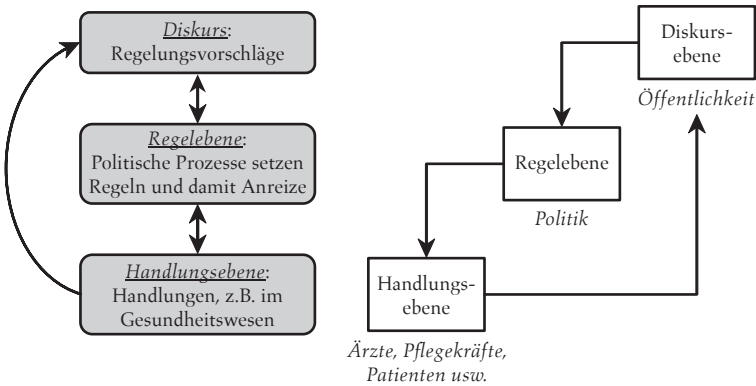 Diskurs:
Regelungsvorschläge
Regelebene:
Politische Prozesse setzen
Regeln und damit Anreize
Handlungsebene:
Handlungen, z.B. im
Gesundheitswesen
Diskurs-
ebene
Öffentlichkeit
Regelebene
Politik
Handlungs-
ebene
Ärzte, Pflegekräfte,
Patienten usw.